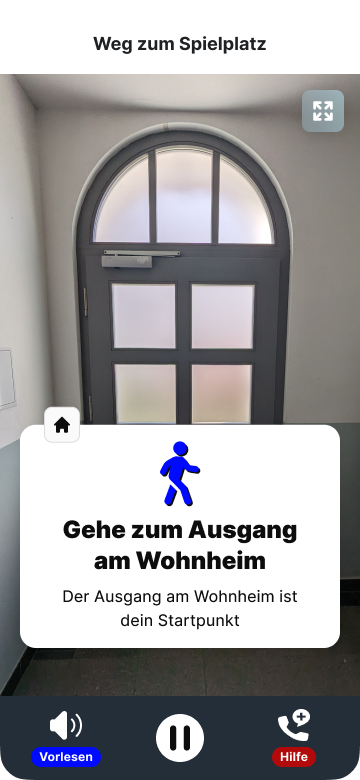 Weg zum Spielplatz
Gehe zum Ausgang
am Wohnheim
Der Ausgang am Wohnheim ist
dein Startpunkt
Vorlesen
Hilfe